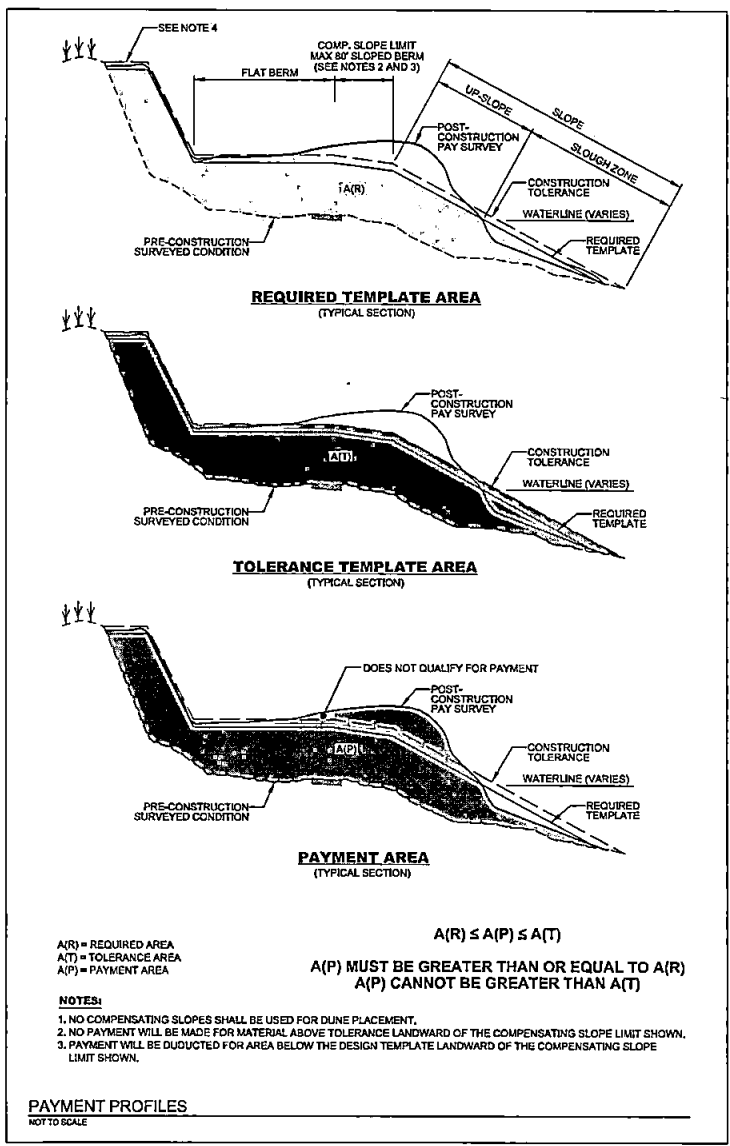 SEE NOTE 4
COMP. SLOPE LIMIT
MAX 80' SLOPED BERM
(SEE NOTES 2 AND 3)
FLAT BERM
UP-SLOPE
SLOPE
SLOUGH ZONE
POST-
CONSTRUCTION
PAY SURVEY
CONSTRUCTION
TOLERANCE
A(R)
WATERLINE (VARIES)
PRE-CONSTRUCTION
SURVEYED CONDITION
REQUIRED
TEMPLATE
REQUIRED TEMPLATE AREA
(TYPICAL SECTION)
POST-
CONSTRUCTION
PAY SURVEY
A(T)
CONSTRUCTION
TOLERANCE
WATERLINE (VARIES)
PRE-CONSTRUCTION
SURVEYED CONDITION
REQUIRED
TEMPLATE
TOLERANCE TEMPLATE AREA
(TYPICAL SECTION)
DOES NOT QUALIFY FOR PAYMENT
POST-
CONSTRUCTION
PAY SURVEY
A(P)
CONSTRUCTION
TOLERANCE
WATERLINE (VARIES)
PRE-CONSTRUCTION
SURVEYED CONDITION
REQUIRED
TEMPLATE
PAYMENT AREA
(TYPICAL SECTION)
A(R) = REQUIRED AREA
A(T) = TOLERANCE AREA
A(P) = PAYMENT AREA
A(R) ≤ A(P) ≤ A(T)
A(P) MUST BE GREATER THAN OR EQUAL TO A(R)
A(P) CANNOT BE GREATER THAN A(T)
NOTES:
1. NO COMPENSATING SLOPES SHALL BE USED FOR DUNE PLACEMENT.
2. NO PAYMENT WILL BE MADE FOR MATERIAL ABOVE TOLERANCE LANDWARD OF THE COMPENSATING SLOPE LIMIT SHOWN.
3. PAYMENT WILL BE DUDUCTED FOR AREA BELOW THE DESIGN TEMPLATE LANDWARD OF THE COMPENSATING SLOPE
LIMIT SHOWN.
PAYMENT PROFILES
NOT TO SCALE